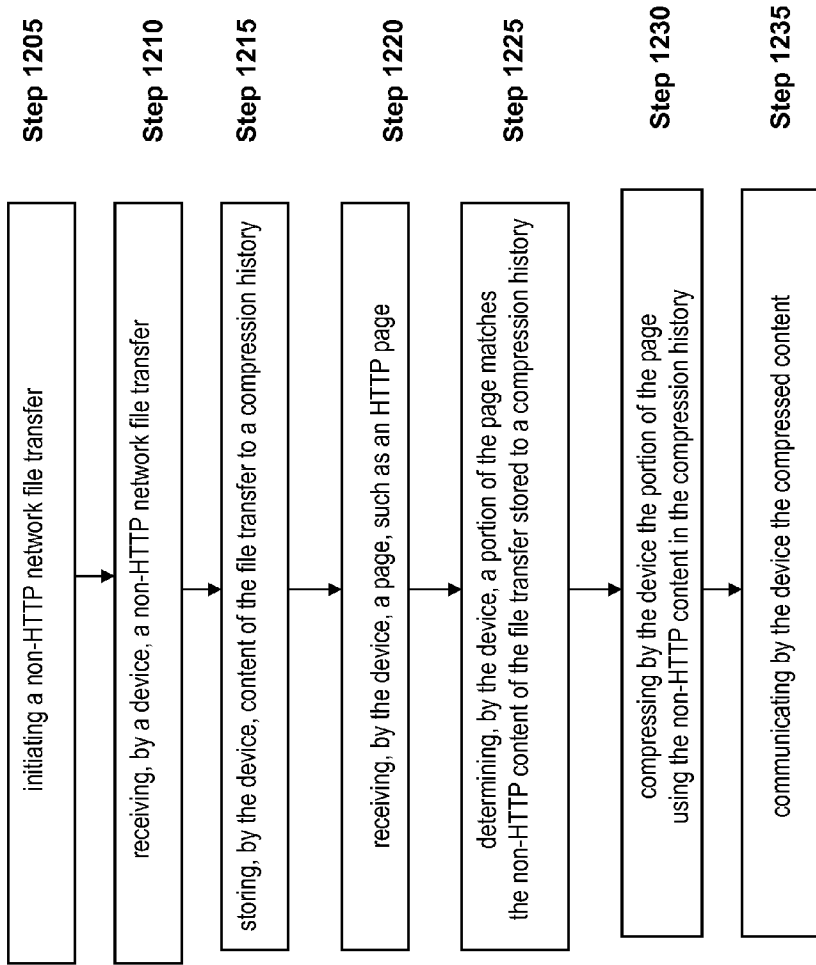 initiating a non-HTTP network file transfer
Step 1205
receiving, by a device, a non-HTTP network file transfer
Step 1210
storing, by the device, content of the file transfer to a compression history
Step 1215
receiving, by the device, a page, such as an HTTP page
Step 1220
determining, by the device, a portion of the page matches
the non-HTTP content of the file transfer stored to a compression history
Step 1225
compressing by the device the portion of the page
using the non-HTTP content in the compression history
Step 1230
communicating by the device the compressed content
Step 1235